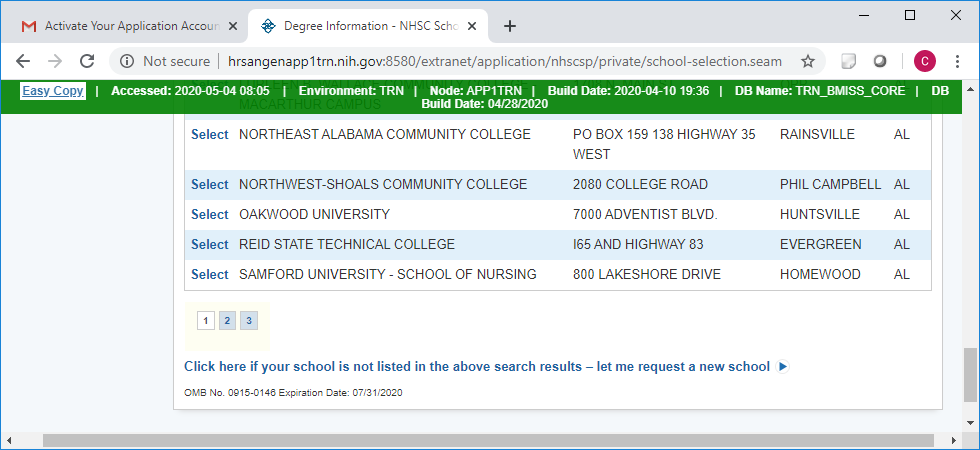 Activate Your Application Accoun
Degree Information - NHSC Scho
Not secure | hrsangenapp1trn.nih.gov:8580/extranet/application/nhscsp/private/school-selection.seam
C
Easy Copy | Accessed: 2020-05-04 08:05 | Environment: TRN | Node: APP1TRN | Build Date: 2020-04-10 19:36 | DB Name: TRN_BMISS_CORE | DB
Build Date: 04/28/2020
MACARTHUR CAMPUS
Select NORTHEAST ALABAMA COMMUNITY COLLEGE PO BOX 159 138 HIGHWAY 35 RAINSVILLE AL
WEST
Select NORTHWEST-SHOALS COMMUNITY COLLEGE 2080 COLLEGE ROAD PHIL CAMPBELL AL
Select OAKWOOD UNIVERSITY 7000 ADVENTIST BLVD. HUNTSVILLE AL
Select REID STATE TECHNICAL COLLEGE I65 AND HIGHWAY 83 EVERGREEN AL
Select SAMFORD UNIVERSITY - SCHOOL OF NURSING 800 LAKESHORE DRIVE HOMEWOOD AL
1 2 3
Click here if your school is not listed in the above search results – let me request a new school
OMB No. 0915-0146 Expiration Date: 07/31/2020